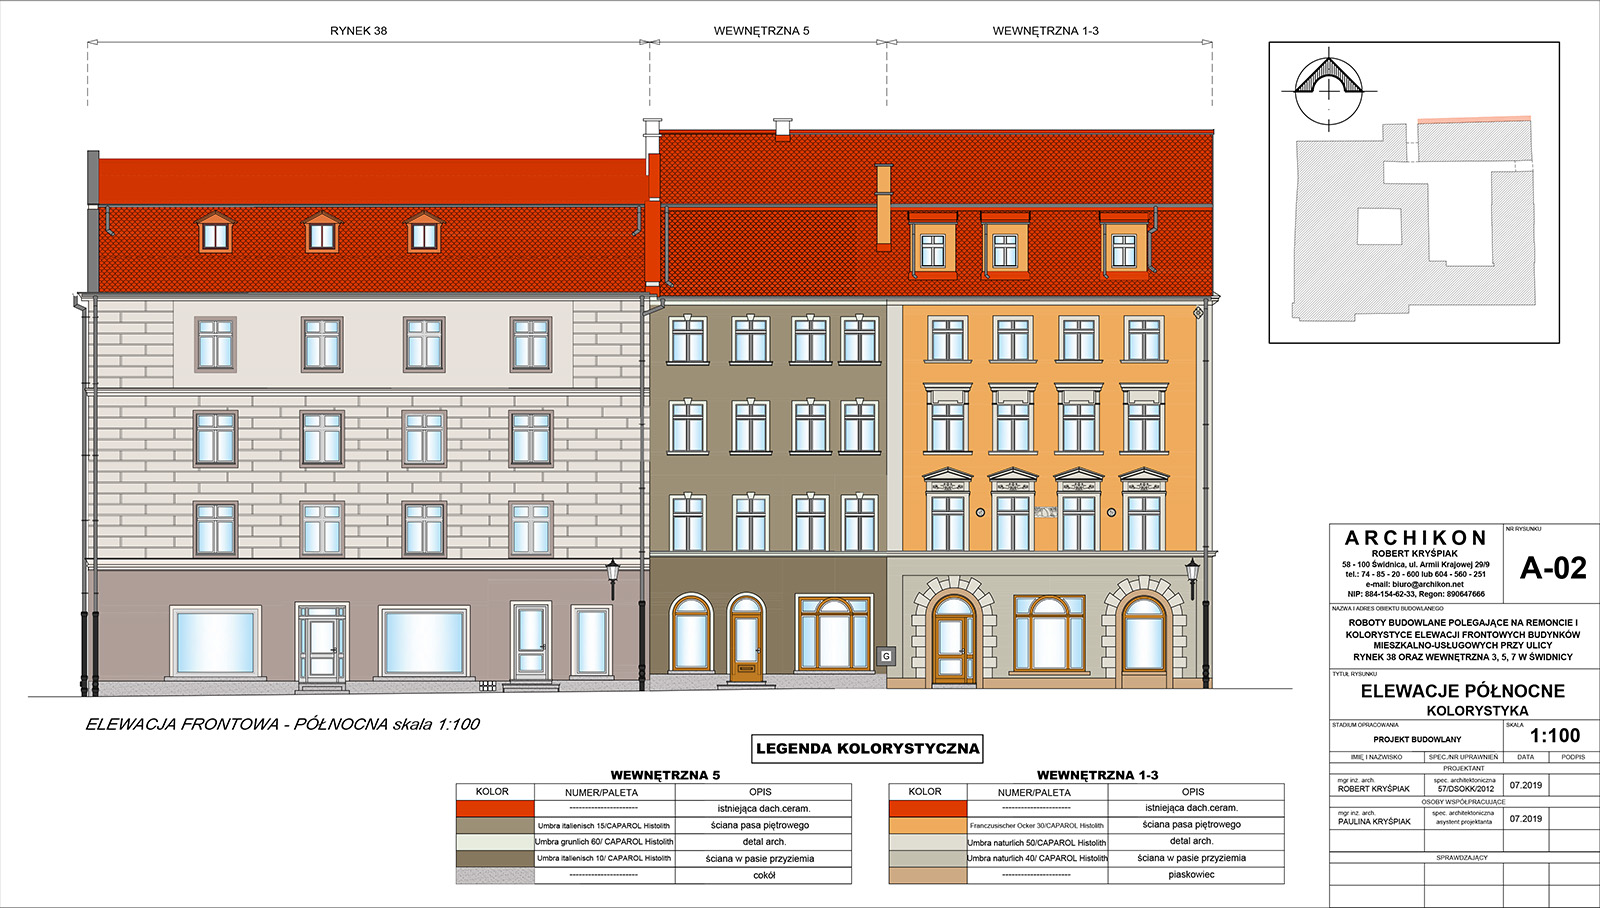 RYNEK 38
WEWNĘTRZNA 5
WEWNĘTRZNA 1-3
G
ELEWACJA FRONTOWA - PÓŁNOCNA skala 1:100
LEGENDA KOLORYSTYCZNA
WEWNĘTRZNA 5
KOLOR NUMER/PALETA OPIS
---------------------- istniejąca dach.ceram.
Umbra italienisch 15/CAPAROL Histolith ściana pasa piętrowego
Umbra grunlich 60/ CAPAROL Histolith detal arch.
Umbra italienisch 10/ CAPAROL Histolith ściana w pasie przyziemia
---------------------- cokół
WEWNĘTRZNA 1-3
KOLOR NUMER/PALETA OPIS
---------------------- istniejąca dach.ceram.
Franczusischer Ocker 30/CAPAROL Histolith ściana pasa piętrowego
Umbra naturlich 50/CAPAROL Histolith detal arch.
Umbra naturlich 40/ CAPAROL Histolith ściana w pasie przyziemia
---------------------- piaskowiec
ARCHIKON
ROBERT KRYŚPIAK
58 - 100 Świdnica, ul. Armii Krajowej 29/9
tel.: 74 - 85 - 20 - 600 lub 604 - 560 - 251
e-mail: biuro@archikon.net
NIP: 884-154-62-33, Regon: 890647666
NR RYSUNKU
A-02
NAZWA I ADRES OBIEKTU BUDOWLANEGO
ROBOTY BUDOWLANE POLEGAJĄCE NA REMONCIE I
KOLORYSTYCE ELEWACJI FRONTOWYCH BUDYNKÓW
MIESZKALNO-USŁUGOWYCH PRZY ULICY
RYNEK 38 ORAZ WEWNĘTRZNA 3, 5, 7 W ŚWIDNICY
TYTUŁ RYSUNKU
ELEWACJE PÓŁNOCNE
KOLORYSTYKA
STADIUM OPRACOWANIA
PROJEKT BUDOWLANY
SKALA
1:100
IMIĘ I NAZWISKO SPEC./NR UPRAWNIEŃ DATA PODPIS
PROJEKTANT
mgr inż. arch.
ROBERT KRYŚPIAK
spec. architektoniczna
57/DSOKK/2012
07.2019
OSOBY WSPÓŁPRACUJĄCE
mgr inż. arch.
PAULINA KRYŚPIAK
spec. architektoniczna
asystent projektanta
07.2019
SPRAWDZAJĄCY